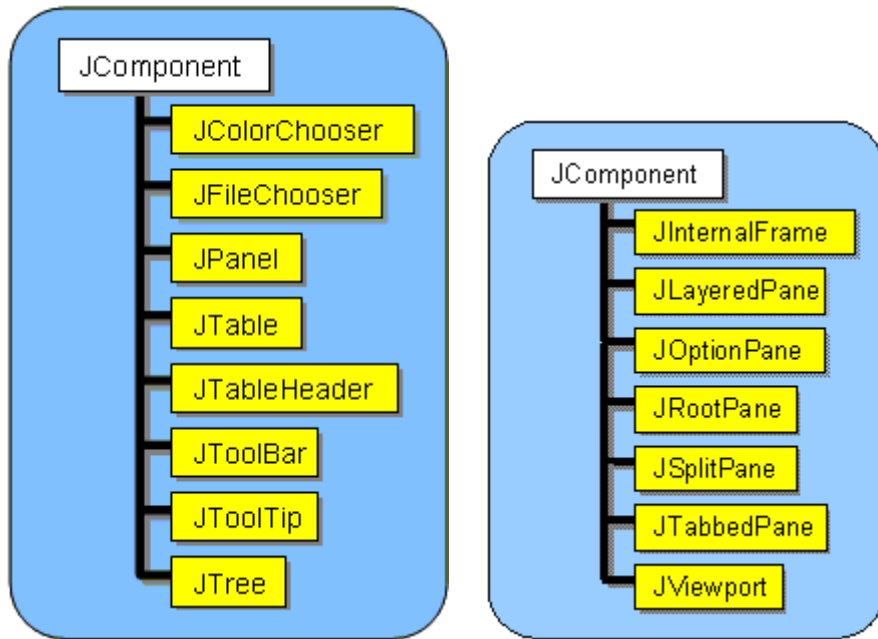 JComponent
JColorChooser
JFileChooser
JPanel
JTable
JTableHeader
JToolBar
JToolTip
JTree
JComponent
JInternalFrame
JLayeredPane
JOptionPane
JRootPane
JSplitPane
JTabbedPane
JViewport